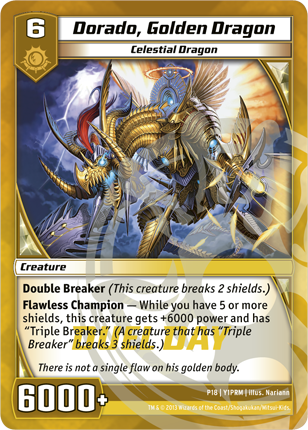 6
Dorado, Golden Dragon
Celestial Dragon
Creature
Double Breaker (This creature breaks 2 shields.)
Flawless Champion — While you have 5 or more
shields, this creature gets +6000 power and has
“Triple Breaker.” (A creature that has “Triple
Breaker” breaks 3 shields.)
There is not a single flaw on his golden body.
6000+
P18 | Y1PRM | Illus. Nariann
TM & © 2013 Wizards of the Coast/Shogakukan/Mitsui-Kids